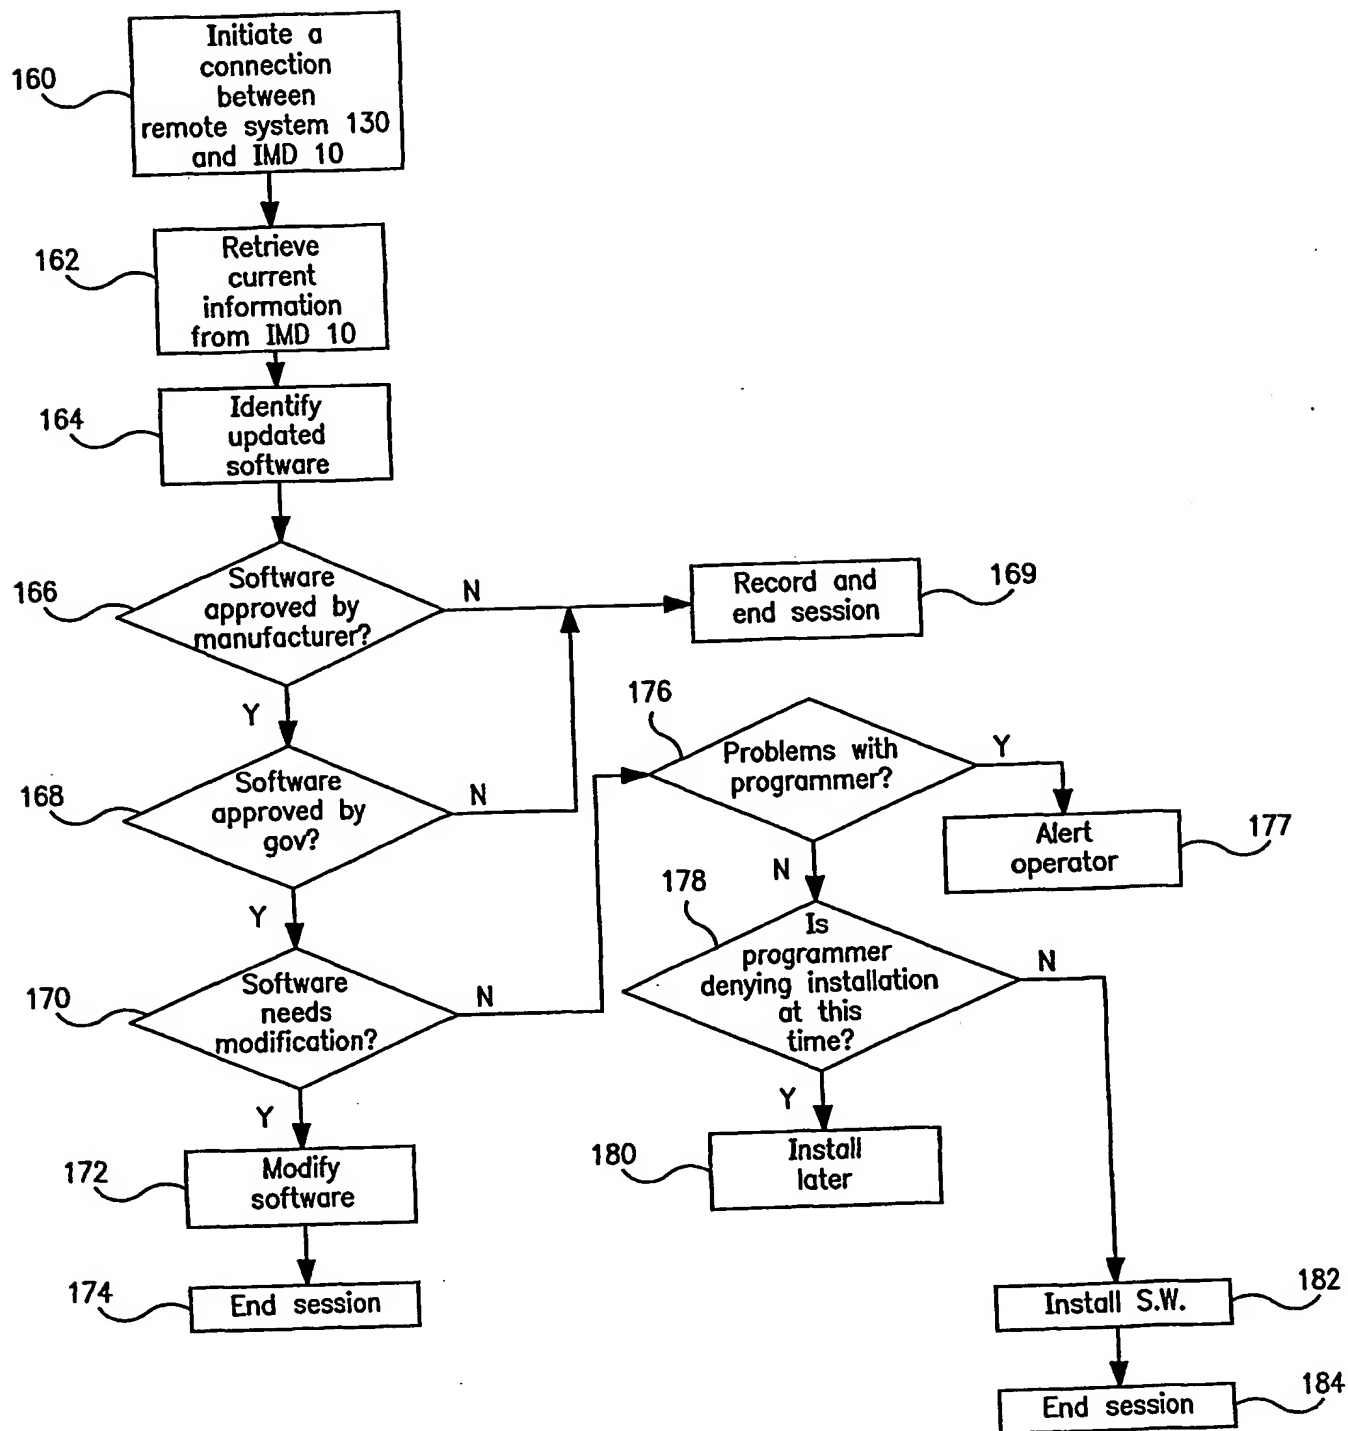 Initiate a
connection
between
remote system 130
and IMD 10
160
Retrieve
current
information
from IMD 10
162
Identify
updated
software
164
Software
approved by
manufacturer?
166
N
Y
Record and
end session
169
Software
approved by
gov?
168
N
Y
Software
needs
modification?
170
N
Y
Modify
software
172
End session
174
176
Problems with
programmer?
Y
N
Alert
operator
177
178
Is
programmer
denying installation
at this
time?
N
Y
Install
later
180
Install S.W.
182
End session
184